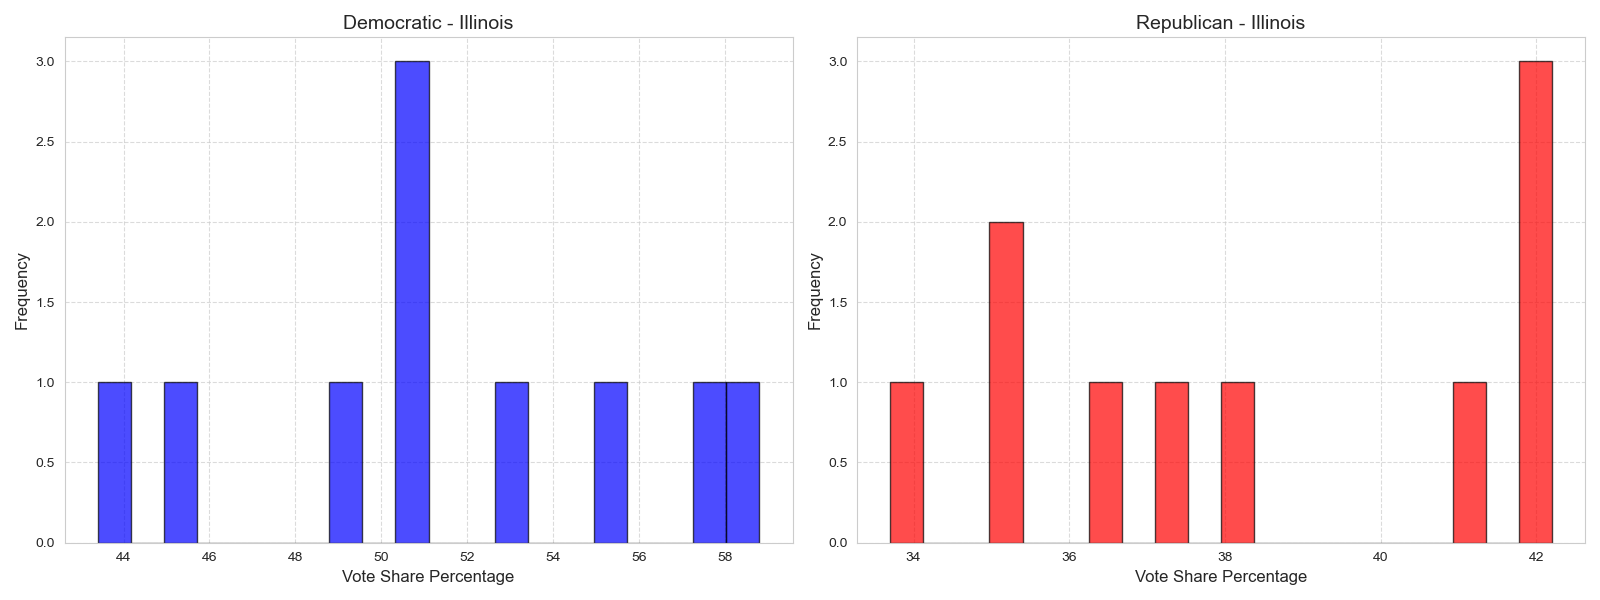 Democratic - Illinois
Frequency
3.0
2.5
2.0
1.5
1.0
0.5
0.0
44 46 48 50 52 54 56 58
Vote Share Percentage
Republican - Illinois
Frequency
3.0
2.5
2.0
1.5
1.0
0.5
0.0
34 36 38 40 42
Vote Share Percentage